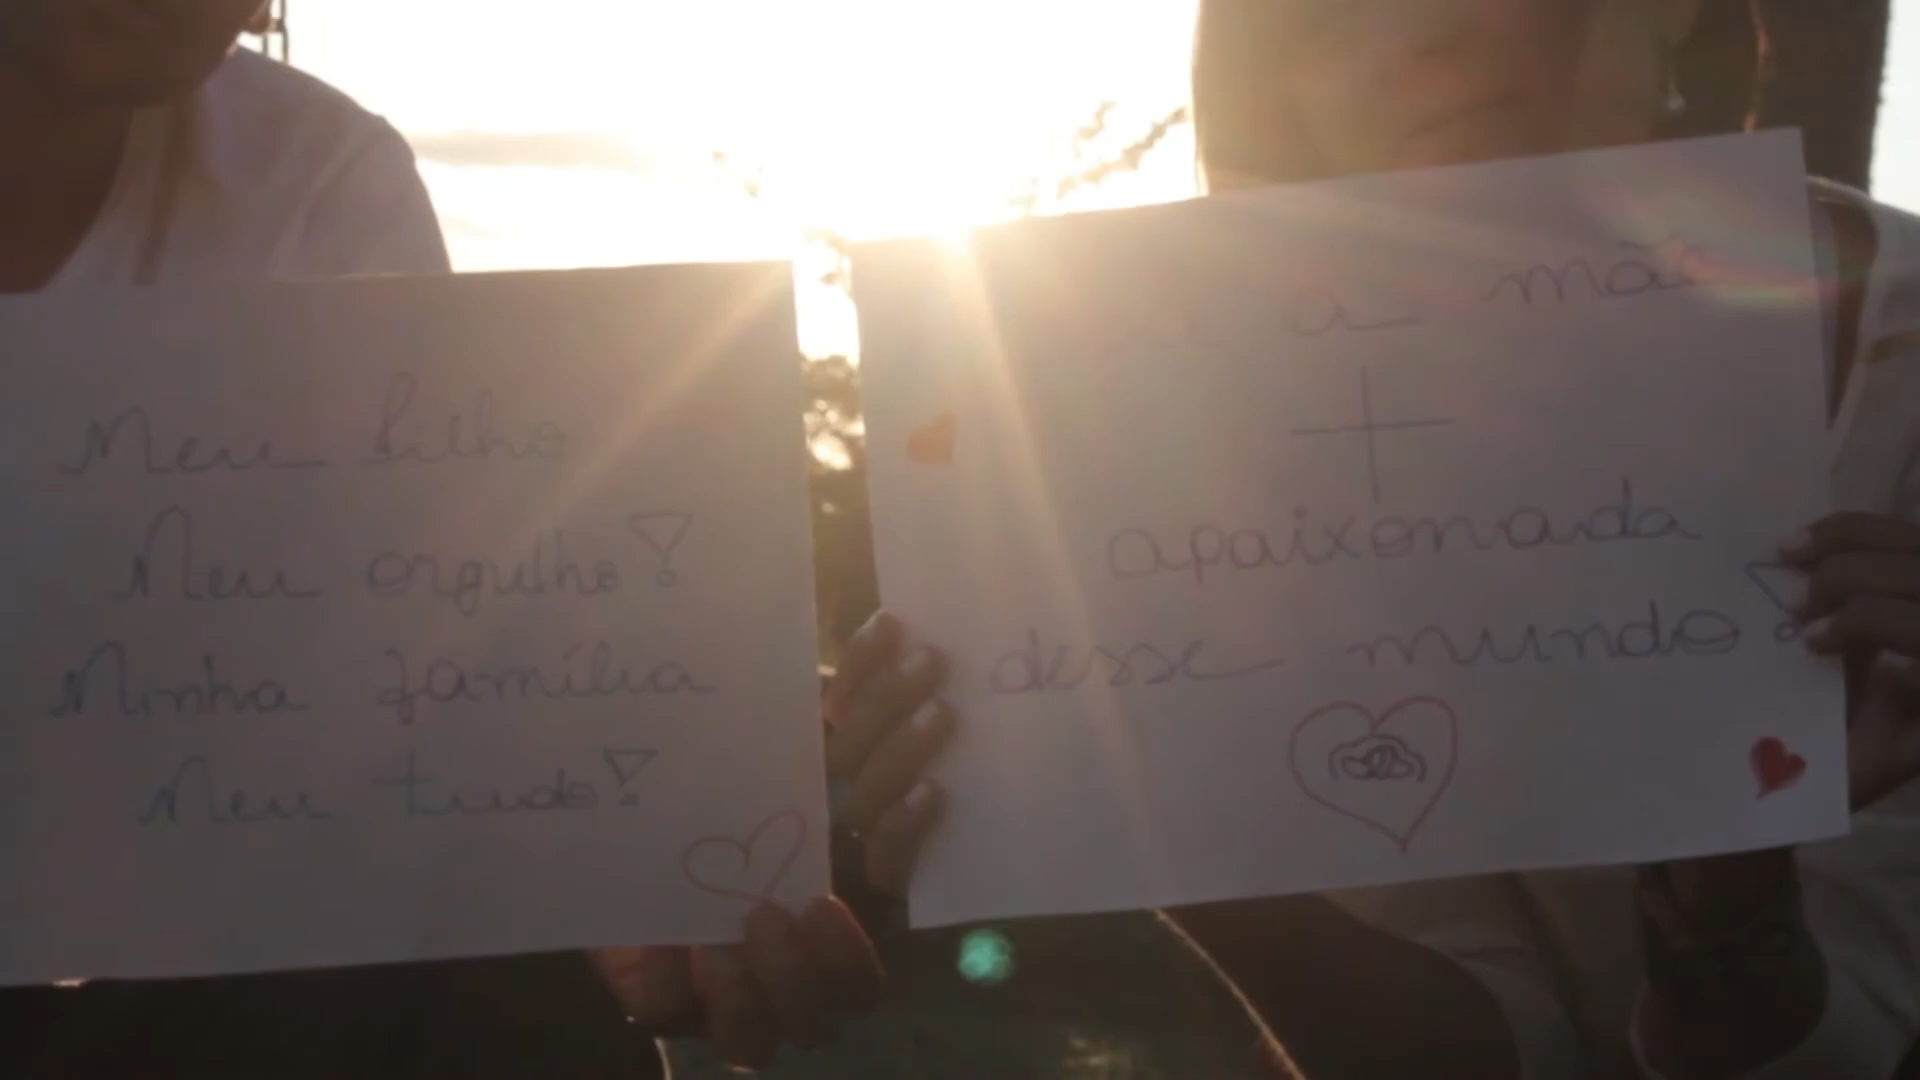 Meu filho
Meu orgulho!
Minha família
Meu tudo!
a mãe
+
apaixonada
desse mundo!